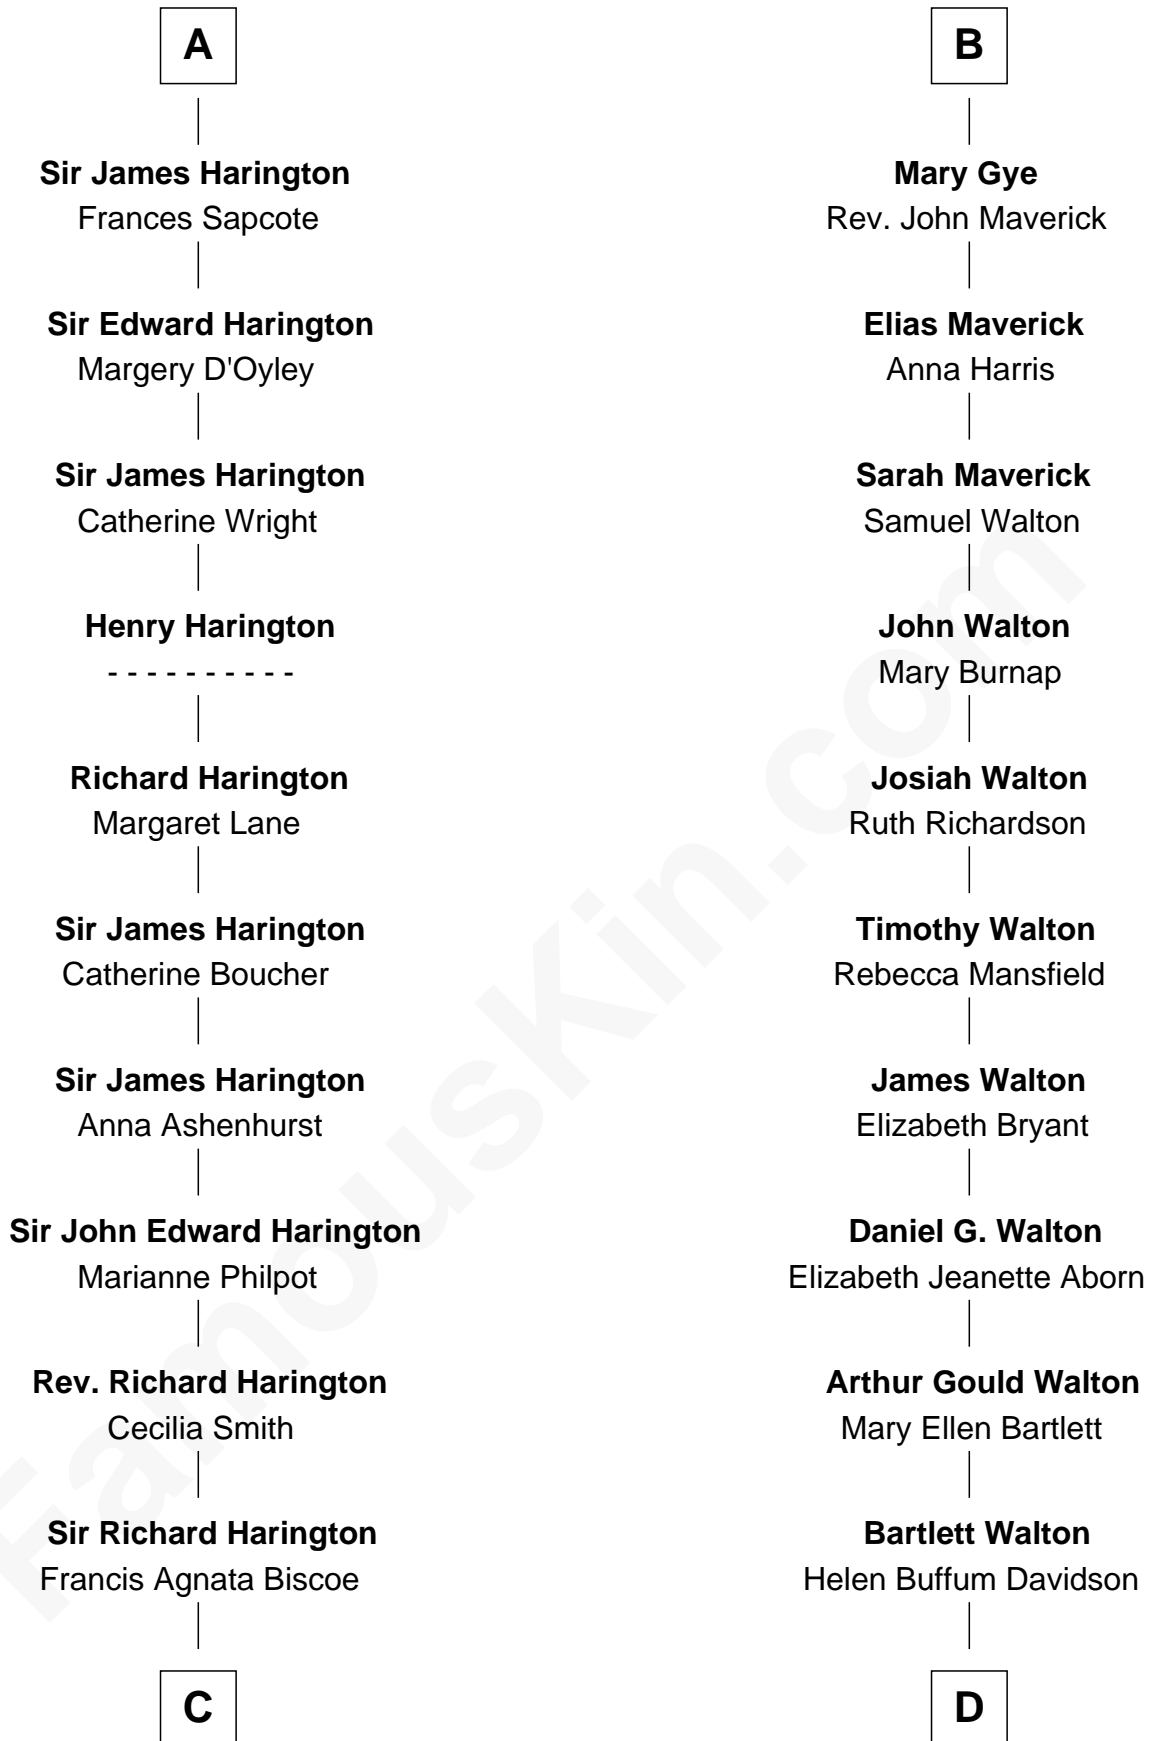 A
Sir James Harington
Frances Sapcote
Sir Edward Harington
Margery D'Oyley
Sir James Harington
Catherine Wright
Henry Harington
- - - - - - - - - -
Richard Harington
Margaret Lane
Sir James Harington
Catherine Boucher
Sir James Harington
Anna Ashenhurst
Sir John Edward Harington
Marianne Philpot
Rev. Richard Harington
Cecilia Smith
Sir Richard Harington
Francis Agnata Biscoe
C
B
Mary Gye
Rev. John Maverick
Elias Maverick
Anna Harris
Sarah Maverick
Samuel Walton
John Walton
Mary Burnap
Josiah Walton
Ruth Richardson
Timothy Walton
Rebecca Mansfield
James Walton
Elizabeth Bryant
Daniel G. Walton
Elizabeth Jeanette Aborn
Arthur Gould Walton
Mary Ellen Bartlett
Bartlett Walton
Helen Buffum Davidson
D
FamousKin.com